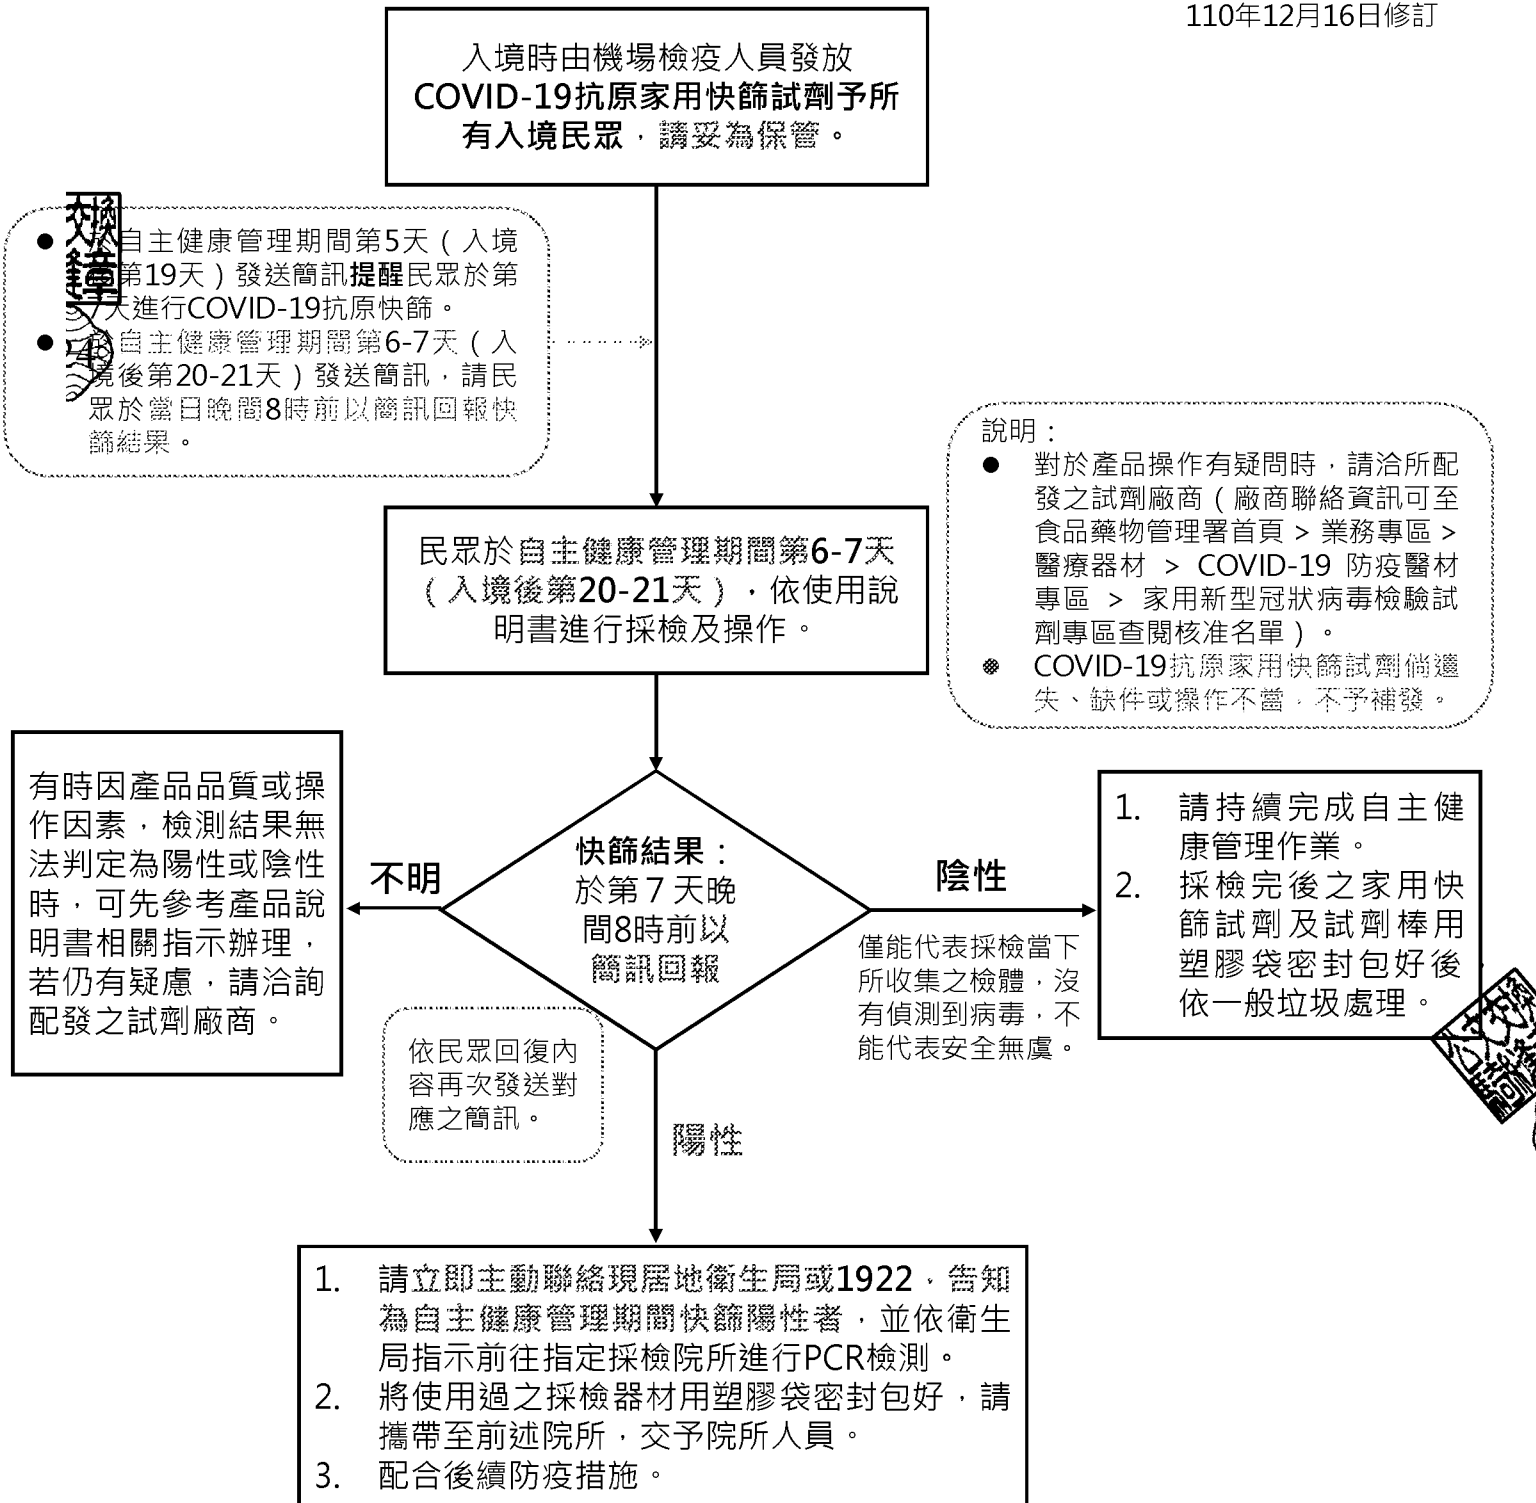 110年12月16日修訂
入境時由機場檢疫人員發放
COVID-19抗原家用快篩試劑予所
有入境民眾，請妥為保管。
● 自主健康管理期間第5天（入境
第19天）發送簡訊提醒民眾於第
7天進行COVID-19抗原快篩。
● 於自主健康管理期間第6-7天（入
境後第20-21天）發送簡訊，請民
眾於當日晚間8時前以簡訊回報快
篩結果。
民眾於自主健康管理期間第6-7天
（入境後第20-21天），依使用說
明書進行採檢及操作。
說明：
● 對於產品操作有疑問時，請洽所配
發之試劑廠商（廠商聯絡資訊可至
食品藥物管理署首頁 > 業務專區 >
醫療器材 > COVID-19 防疫醫材
專區 > 家用新型冠狀病毒檢驗試
劑專區查閱核准名單）。
● COVID-19抗原家用快篩試劑倘遺
失、缺件或操作不當，不予補發。
有時因產品品質或操
作因素，檢測結果無
法判定為陽性或陰性
時，可先參考產品說
明書相關指示辦理，
若仍有疑慮，請洽詢
配發之試劑廠商。
不明
快篩結果：
於第７天晚
間8時前以
簡訊回報
陰性
僅能代表採檢當下
所收集之檢體，沒
有偵測到病毒，不
能代表安全無虞。
1. 請持續完成自主健
康管理作業。
2. 採檢完後之家用快
篩試劑及試劑棒用
塑膠袋密封包好後
依一般垃圾處理。
依民眾回復內
容再次發送對
應之簡訊。
陽性
1. 請立即主動聯絡現居地衛生局或1922，告知
為自主健康管理期間快篩陽性者，並依衛生
局指示前往指定採檢院所進行PCR檢測。
2. 將使用過之採檢器材用塑膠袋密封包好，請
攜帶至前述院所，交予院所人員。
3. 配合後續防疫措施。